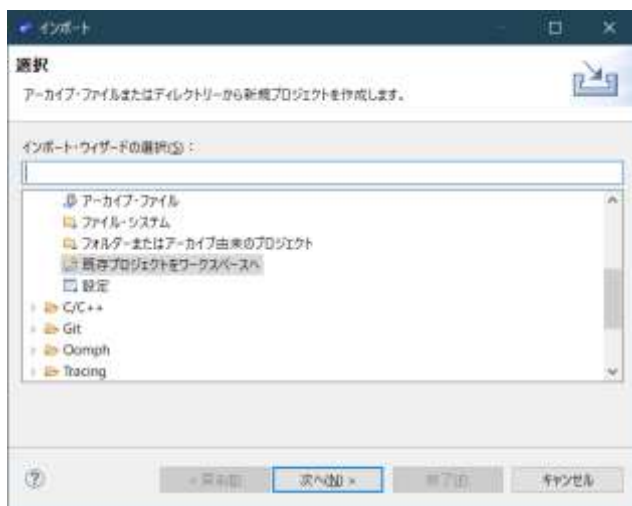 インポート
選択
アーカイブ・ファイルまたはディレクトリーから新規プロジェクトを作成します。
インポート・ウィザードの選択(S):
アーカイブ・ファイル
ファイル・システム
フォルダーまたはアーカイブ由来のプロジェクト
既存プロジェクトをワークスペースへ
設定
C/C++
Git
Oomph
Tracing
< 戻る(B)
次へ(N) >
終了(F)
キャンセル